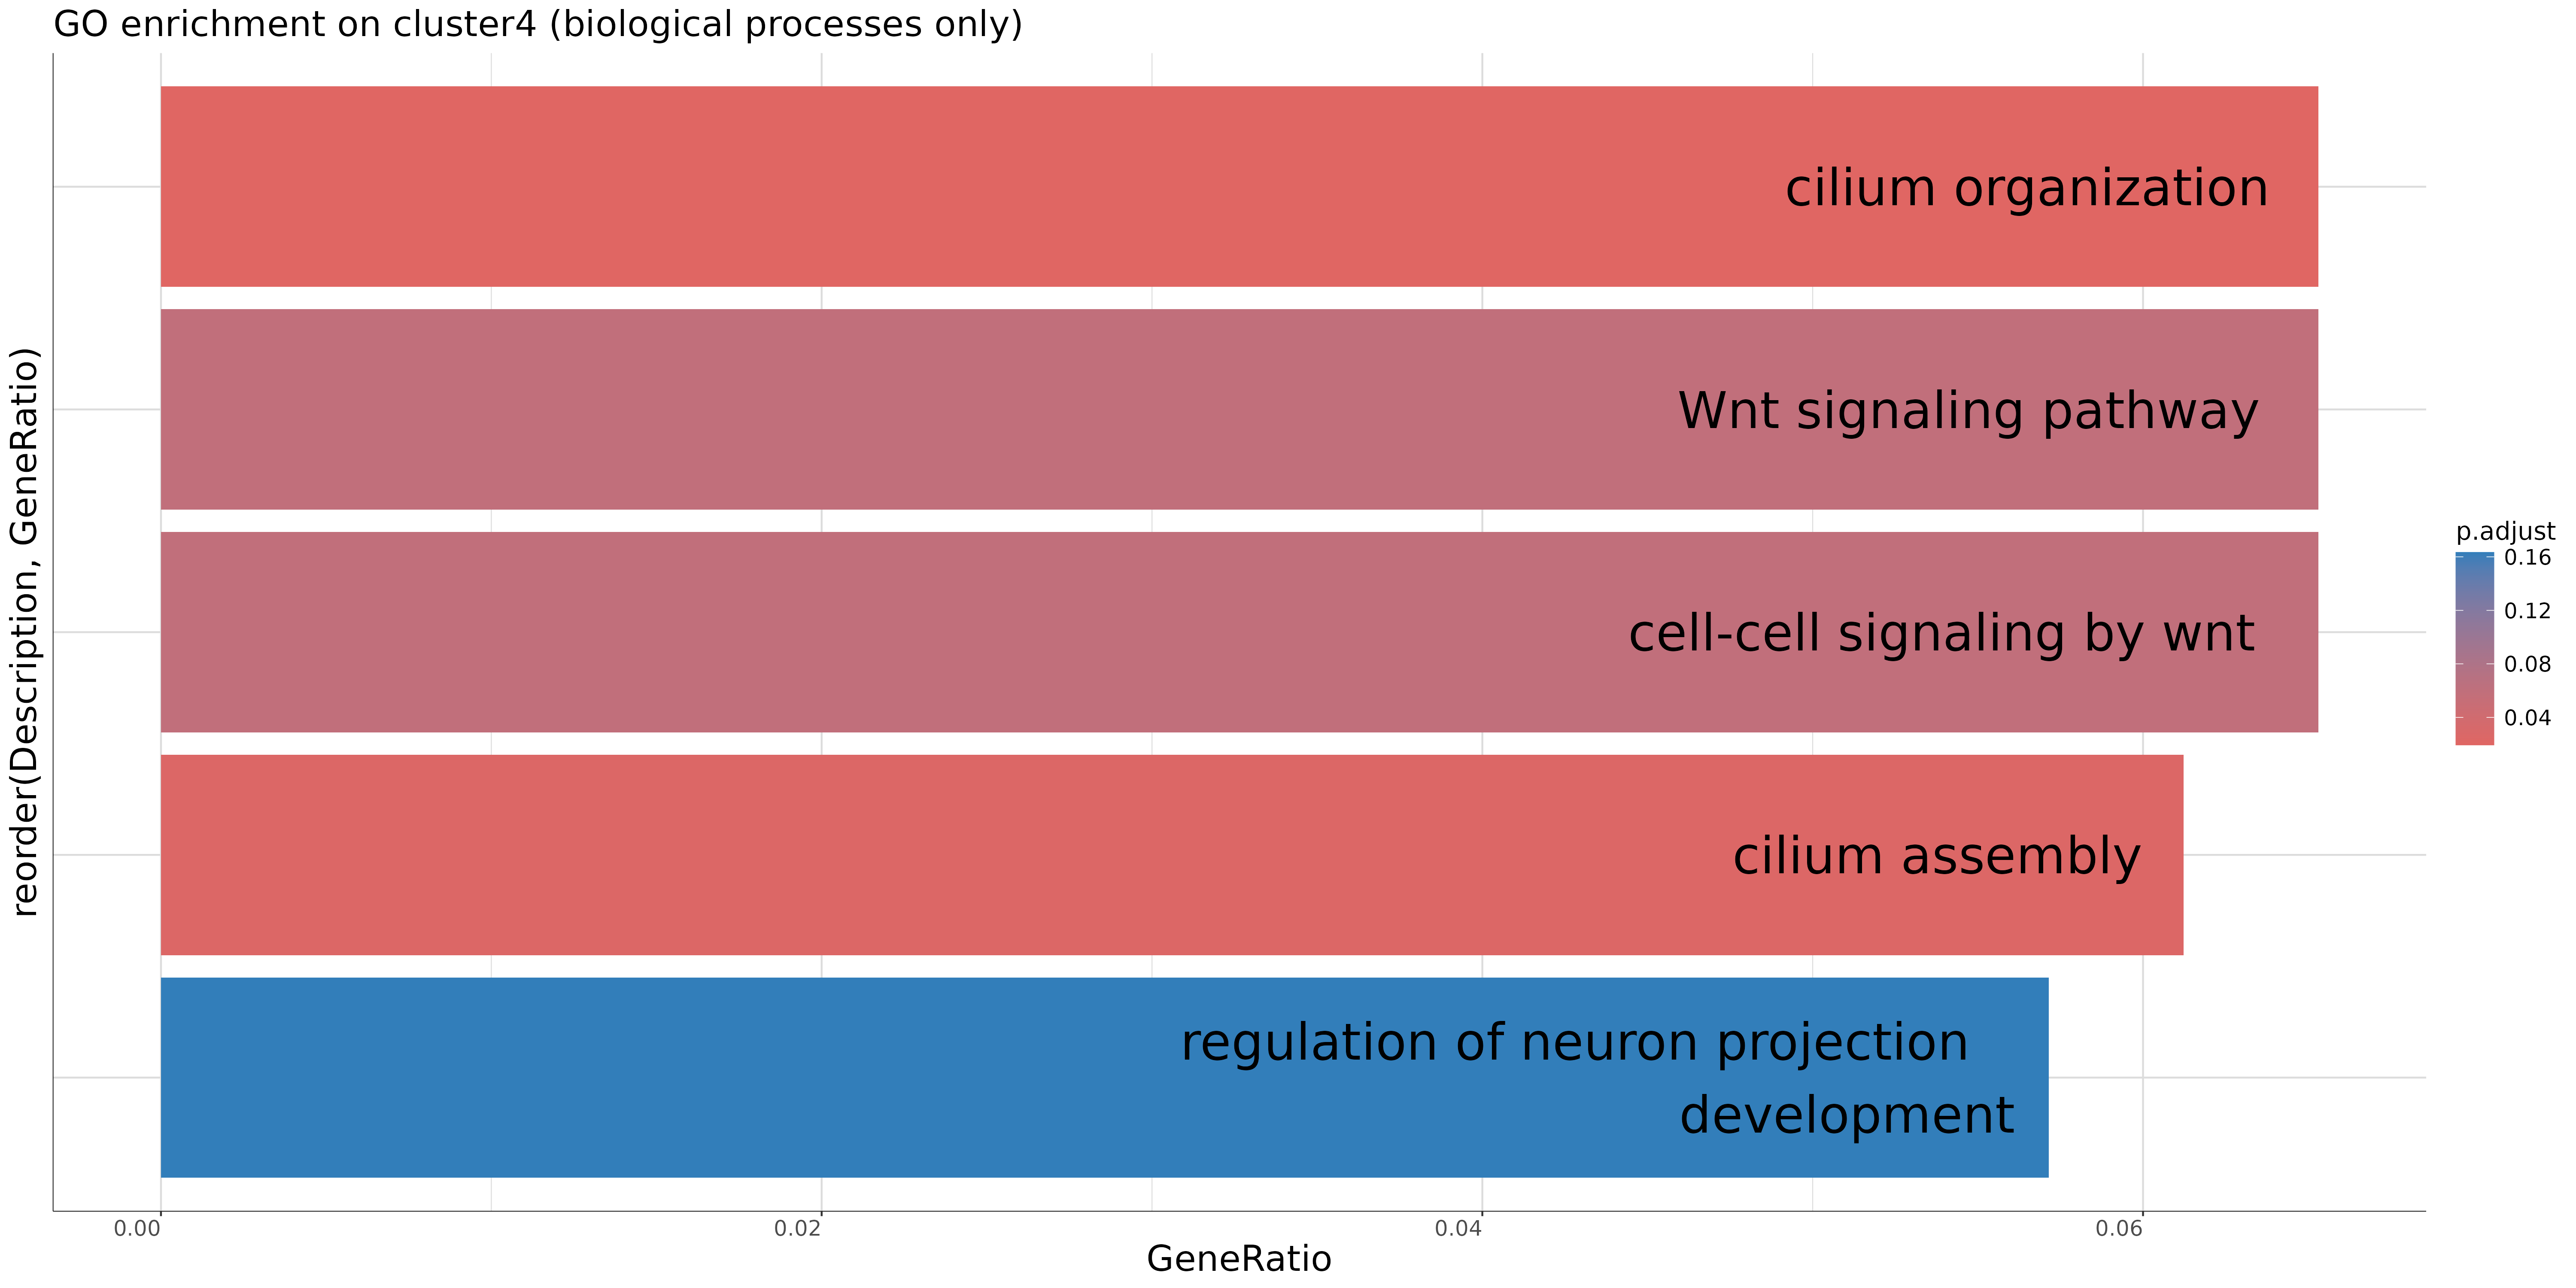 GO enrichment on cluster4 (biological processes only)
reorder(Description, GeneRatio)
cilium organization
Wnt signaling pathway
cell-cell signaling by wnt
cilium assembly
regulation of neuron projection
development
0.00
0.02
0.04
0.06
GeneRatio
p.adjust
0.16
0.12
0.08
0.04